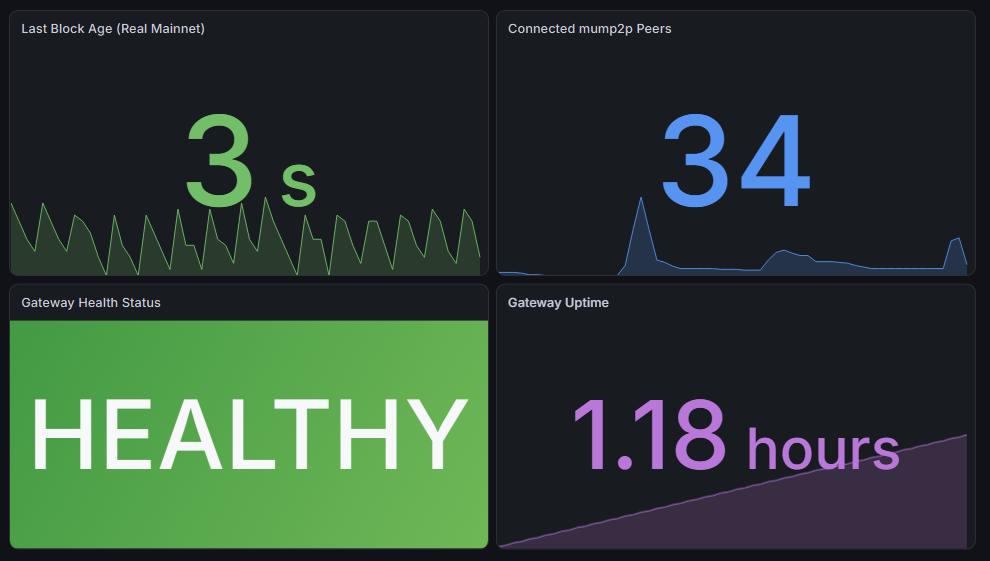 Last Block Age (Real Mainnet)
3 s
Connected mump2p Peers
34
Gateway Health Status
HEALTHY
Gateway Uptime
1.18 hours